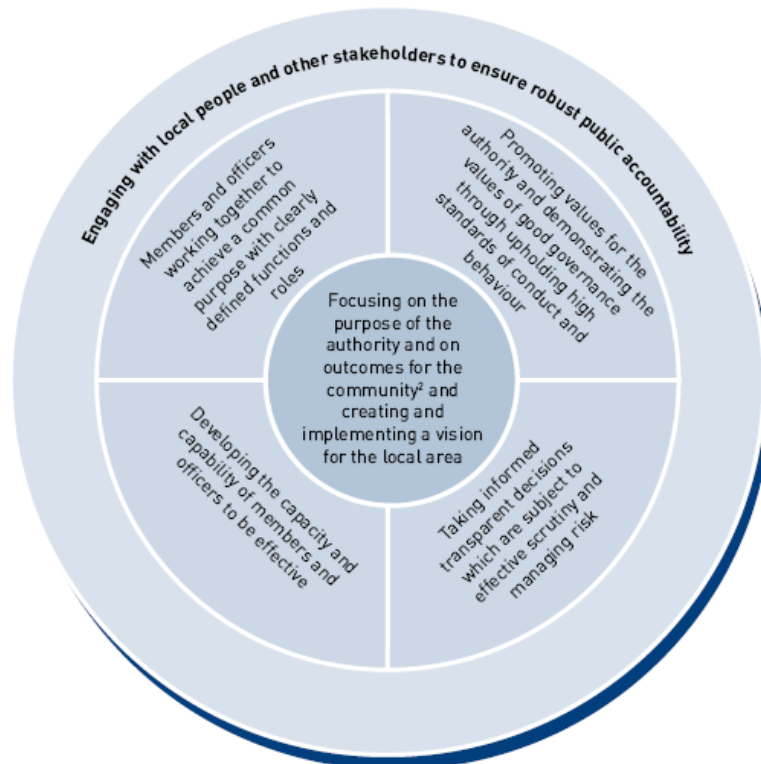 Engaging with local people and other stakeholders to ensure robust public accountability
Members and officers
working together to
achieve a common
purpose with clearly
defined functions and
roles
Promoting values for the
authority and demonstrating the
values of good governance
through upholding high
standards of conduct and
behaviour
Focusing on the
purpose of the
authority and on
outcomes for the
community² and
creating and
implementing a vision
for the local area
Developing the capacity and
capability of members and
officers to be effective
Taking informed
transparent decisions
which are subject to
effective scrutiny and
managing risk